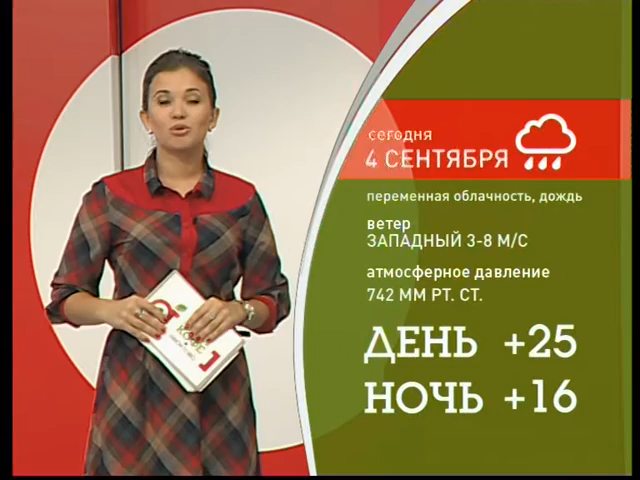 сегодня
4 СЕНТЯБРЯ
переменная облачность, дождь
ветер
ЗАПАДНЫЙ 3-8 М/С
атмосферное давление
742 ММ РТ. СТ.
ДЕНЬ +25
НОЧЬ +16
КОФЕ